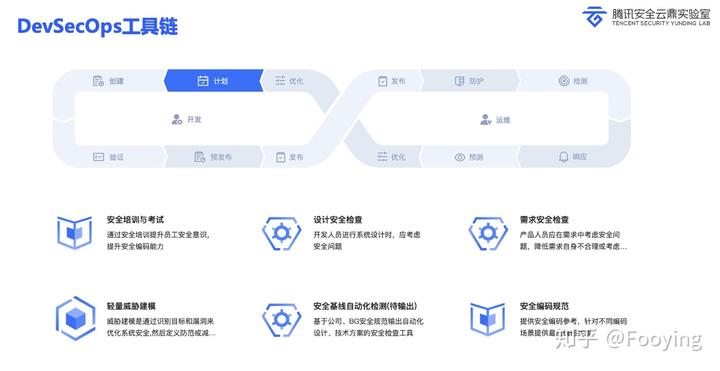 DevSecOps工具链
腾讯安全云鼎实验室
TENCENT SECURITY YUNDING LAB
创建
计划
优化
发布
防护
检测
开发
运维
验证
预发布
发布
优化
预测
响应
安全培训与考试
通过安全培训提升员工安全意识,
提升安全编码能力
设计安全检查
开发人员进行系统设计时，应考虑
安全问题
需求安全检查
产品人员应在需求中考虑安全问
题，降低需求自身不合理或考虑...
轻量威胁建模
威胁建模是通过识别目标和漏洞来
优化系统安全,然后定义防范或减...
安全基线自动化检测(待输出)
基于公司、BG安全规范输出自动化
设计、技术方案的安全检查工具
安全编码规范
提供安全编码参考，针对不同编码
场景提供最
知乎 @Fooying